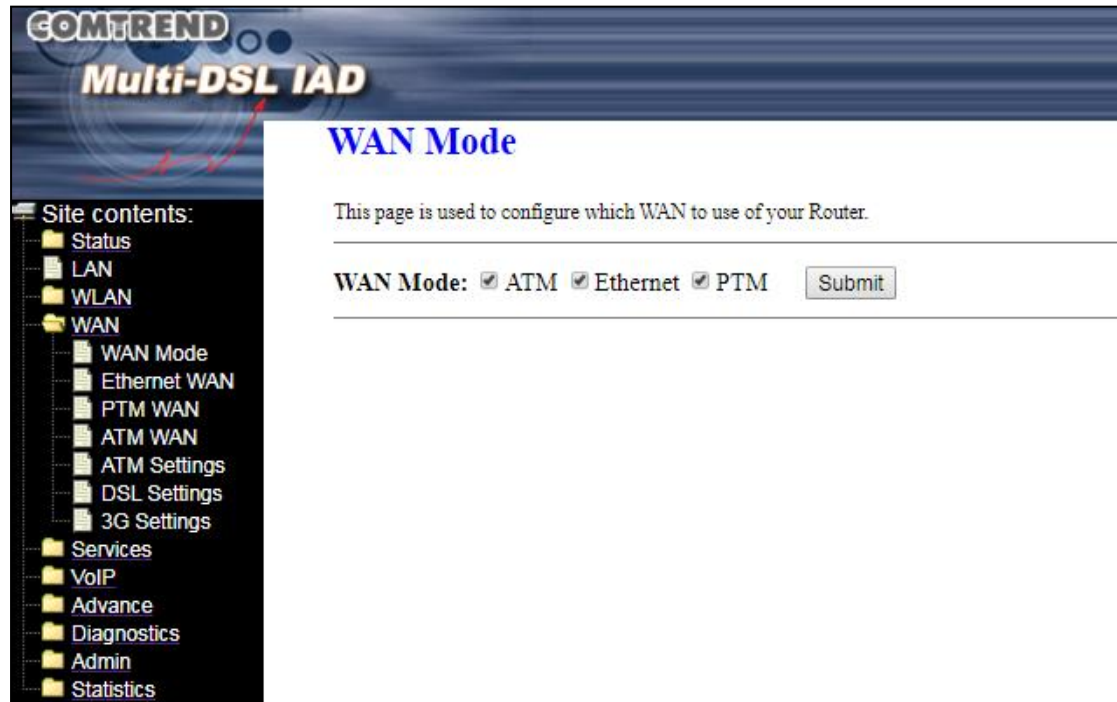 COMTREND
Multi-DSL IAD
WAN Mode
This page is used to configure which WAN to use of your Router.
WAN Mode: ATM Ethernet PTM Submit
Site contents:
Status
LAN
WLAN
WAN
WAN Mode
Ethernet WAN
PTM WAN
ATM WAN
ATM Settings
DSL Settings
3G Settings
Services
VoIP
Advance
Diagnostics
Admin
Statistics